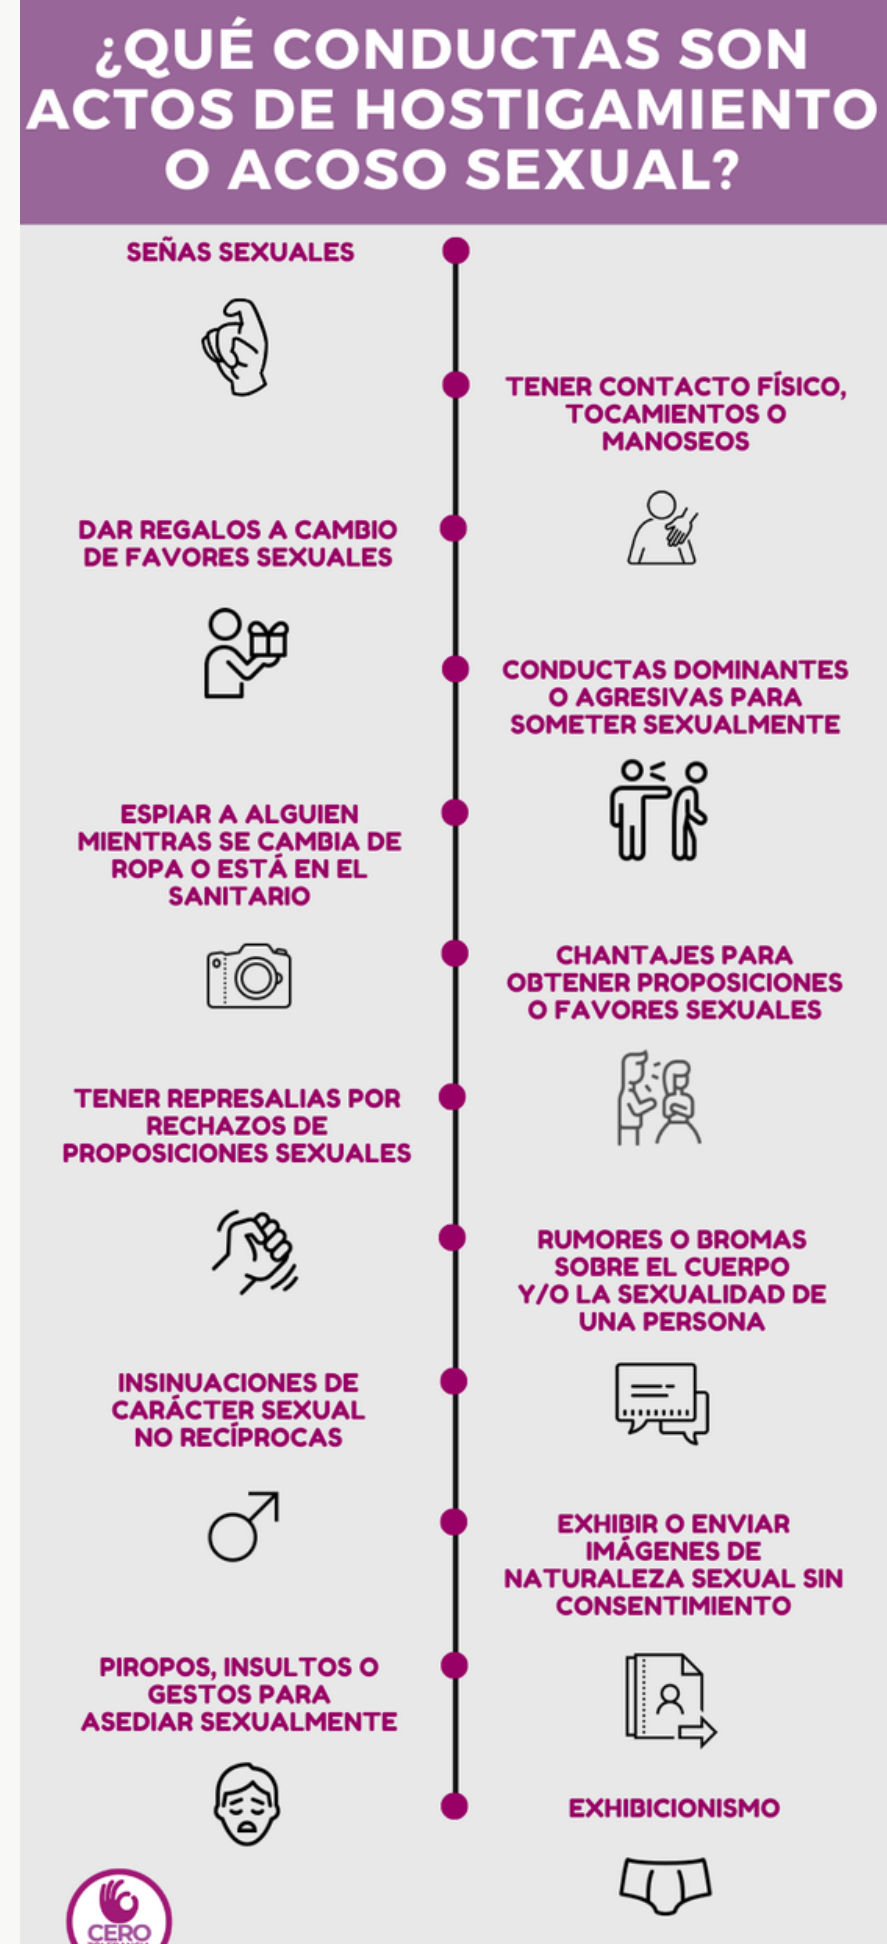 ¿QUÉ CONDUCTAS SON
ACTOS DE HOSTIGAMIENTO
O ACOSO SEXUAL?
SEÑAS SEXUALES
TENER CONTACTO FÍSICO,
TOCAMIENTOS O
MANOSEOS
DAR REGALOS A CAMBIO
DE FAVORES SEXUALES
CONDUCTAS DOMINANTES
O AGRESIVAS PARA
SOMETER SEXUALMENTE
ESPIAR A ALGUIEN
MIENTRAS SE CAMBIA DE
ROPA O ESTÁ EN EL
SANITARIO
CHANTAJES PARA
OBTENER PROPOSICIONES
O FAVORES SEXUALES
TENER REPRESALIAS POR
RECHAZOS DE
PROPOSICIONES SEXUALES
RUMORES O BROMAS
SOBRE EL CUERPO
Y/O LA SEXUALIDAD DE
UNA PERSONA
INSINUACIONES DE
CARÁCTER SEXUAL
NO RECÍPROCAS
EXHIBIR O ENVIAR
IMÁGENES DE
NATURALEZA SEXUAL SIN
CONSENTIMIENTO
PIROPOS, INSULTOS O
GESTOS PARA
ASEDIAR SEXUALMENTE
EXHIBICIONISMO
CERO